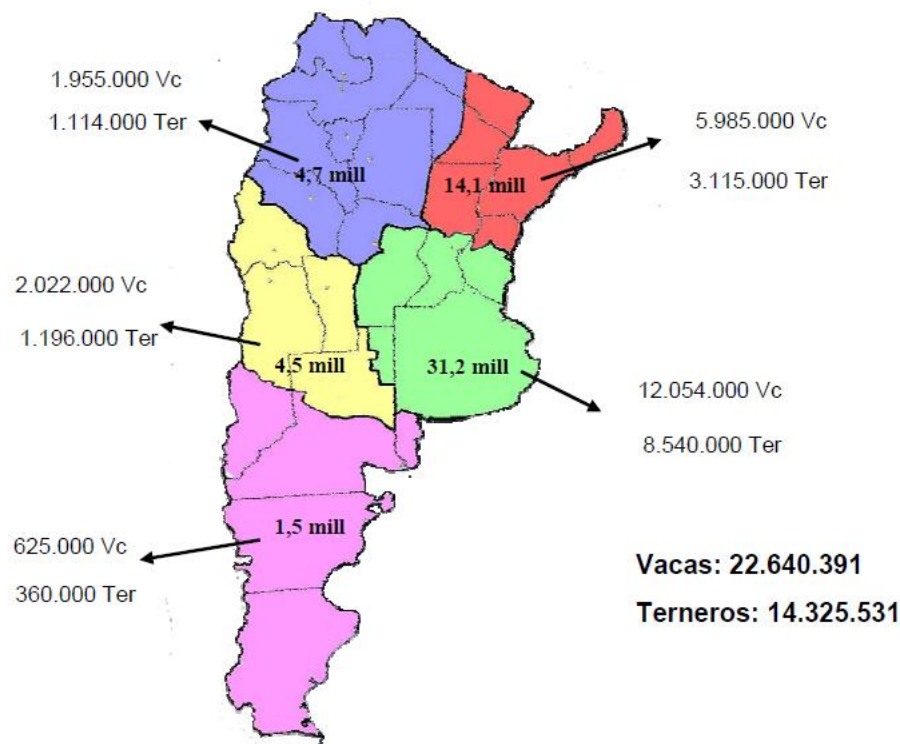 1.955.000 Vc
1.114.000 Ter
4,7 mill
5.985.000 Vc
14,1 mill
3.115.000 Ter
2.022.000 Vc
1.196.000 Ter
4,5 mill
31,2 mill
12.054.000 Vc
8.540.000 Ter
1,5 mill
625.000 Vc
360.000 Ter
Vacas: 22.640.391
Terneros: 14.325.531